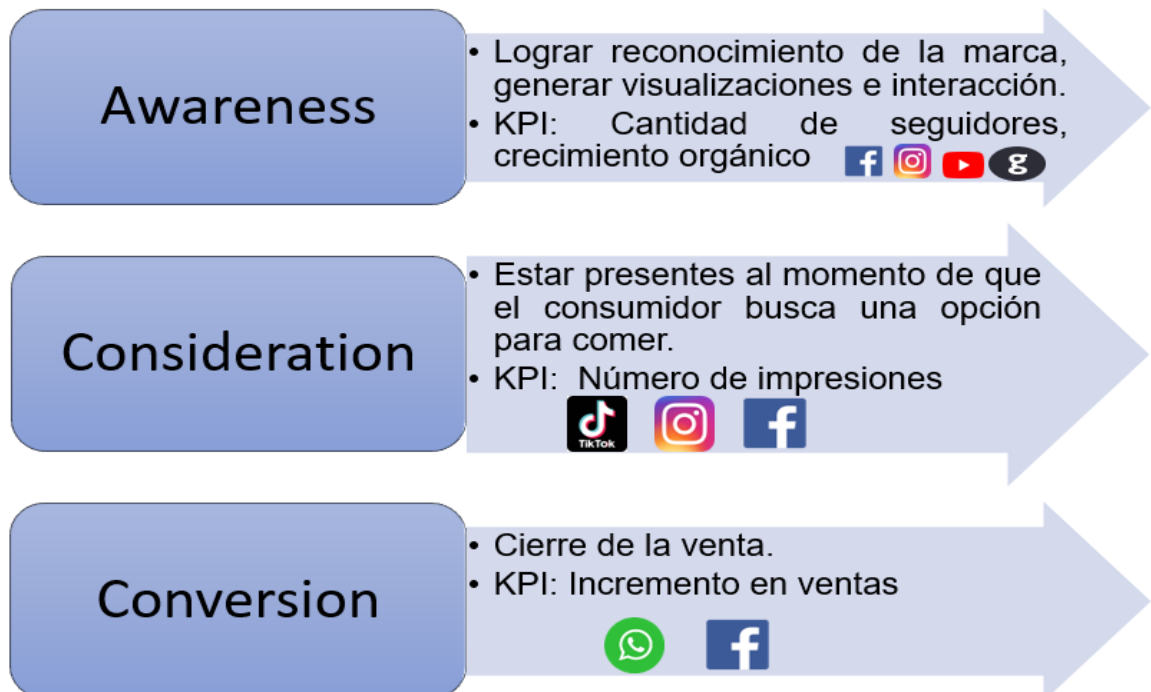 Awareness
• Lograr reconocimiento de la marca,
generar visualizaciones e interacción.
• KPI: Cantidad de seguidores,
crecimiento orgánico
g
Consideration
• Estar presentes al momento de que
el consumidor busca una opción
para comer.
• KPI: Número de impresiones
TikTok
Conversion
• Cierre de la venta.
• KPI: Incremento en ventas